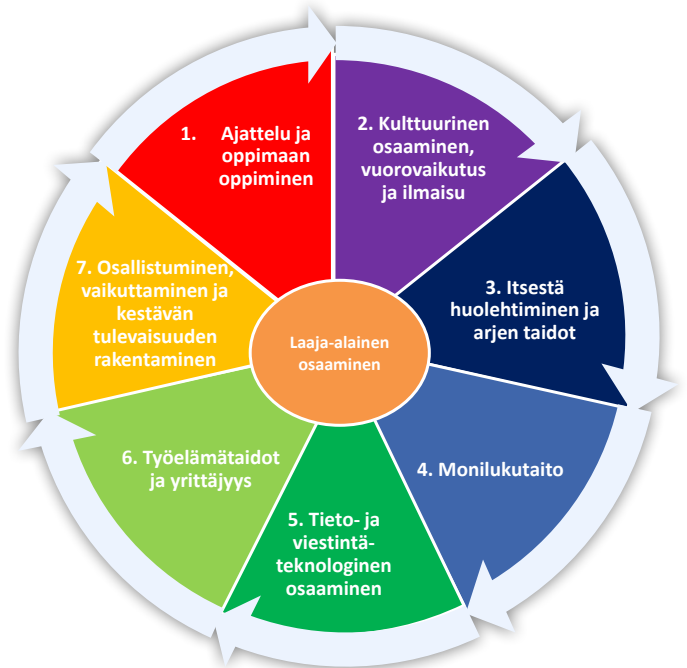 1. Ajattelu ja
oppimaan
oppiminen
2. Kulttuurinen
osaaminen,
vuorovaikutus
ja ilmaisu
3. Itsestä
huolehtiminen ja
arjen taidot
4. Monilukutaito
5. Tieto- ja
viestintä-
teknologinen
osaaminen
6. Työelämätaidot
ja yrittäjyys
7. Osallistuminen,
vaikuttaminen ja
kestävän
tulevaisuuden
rakentaminen
Laaja-alainen
osaaminen